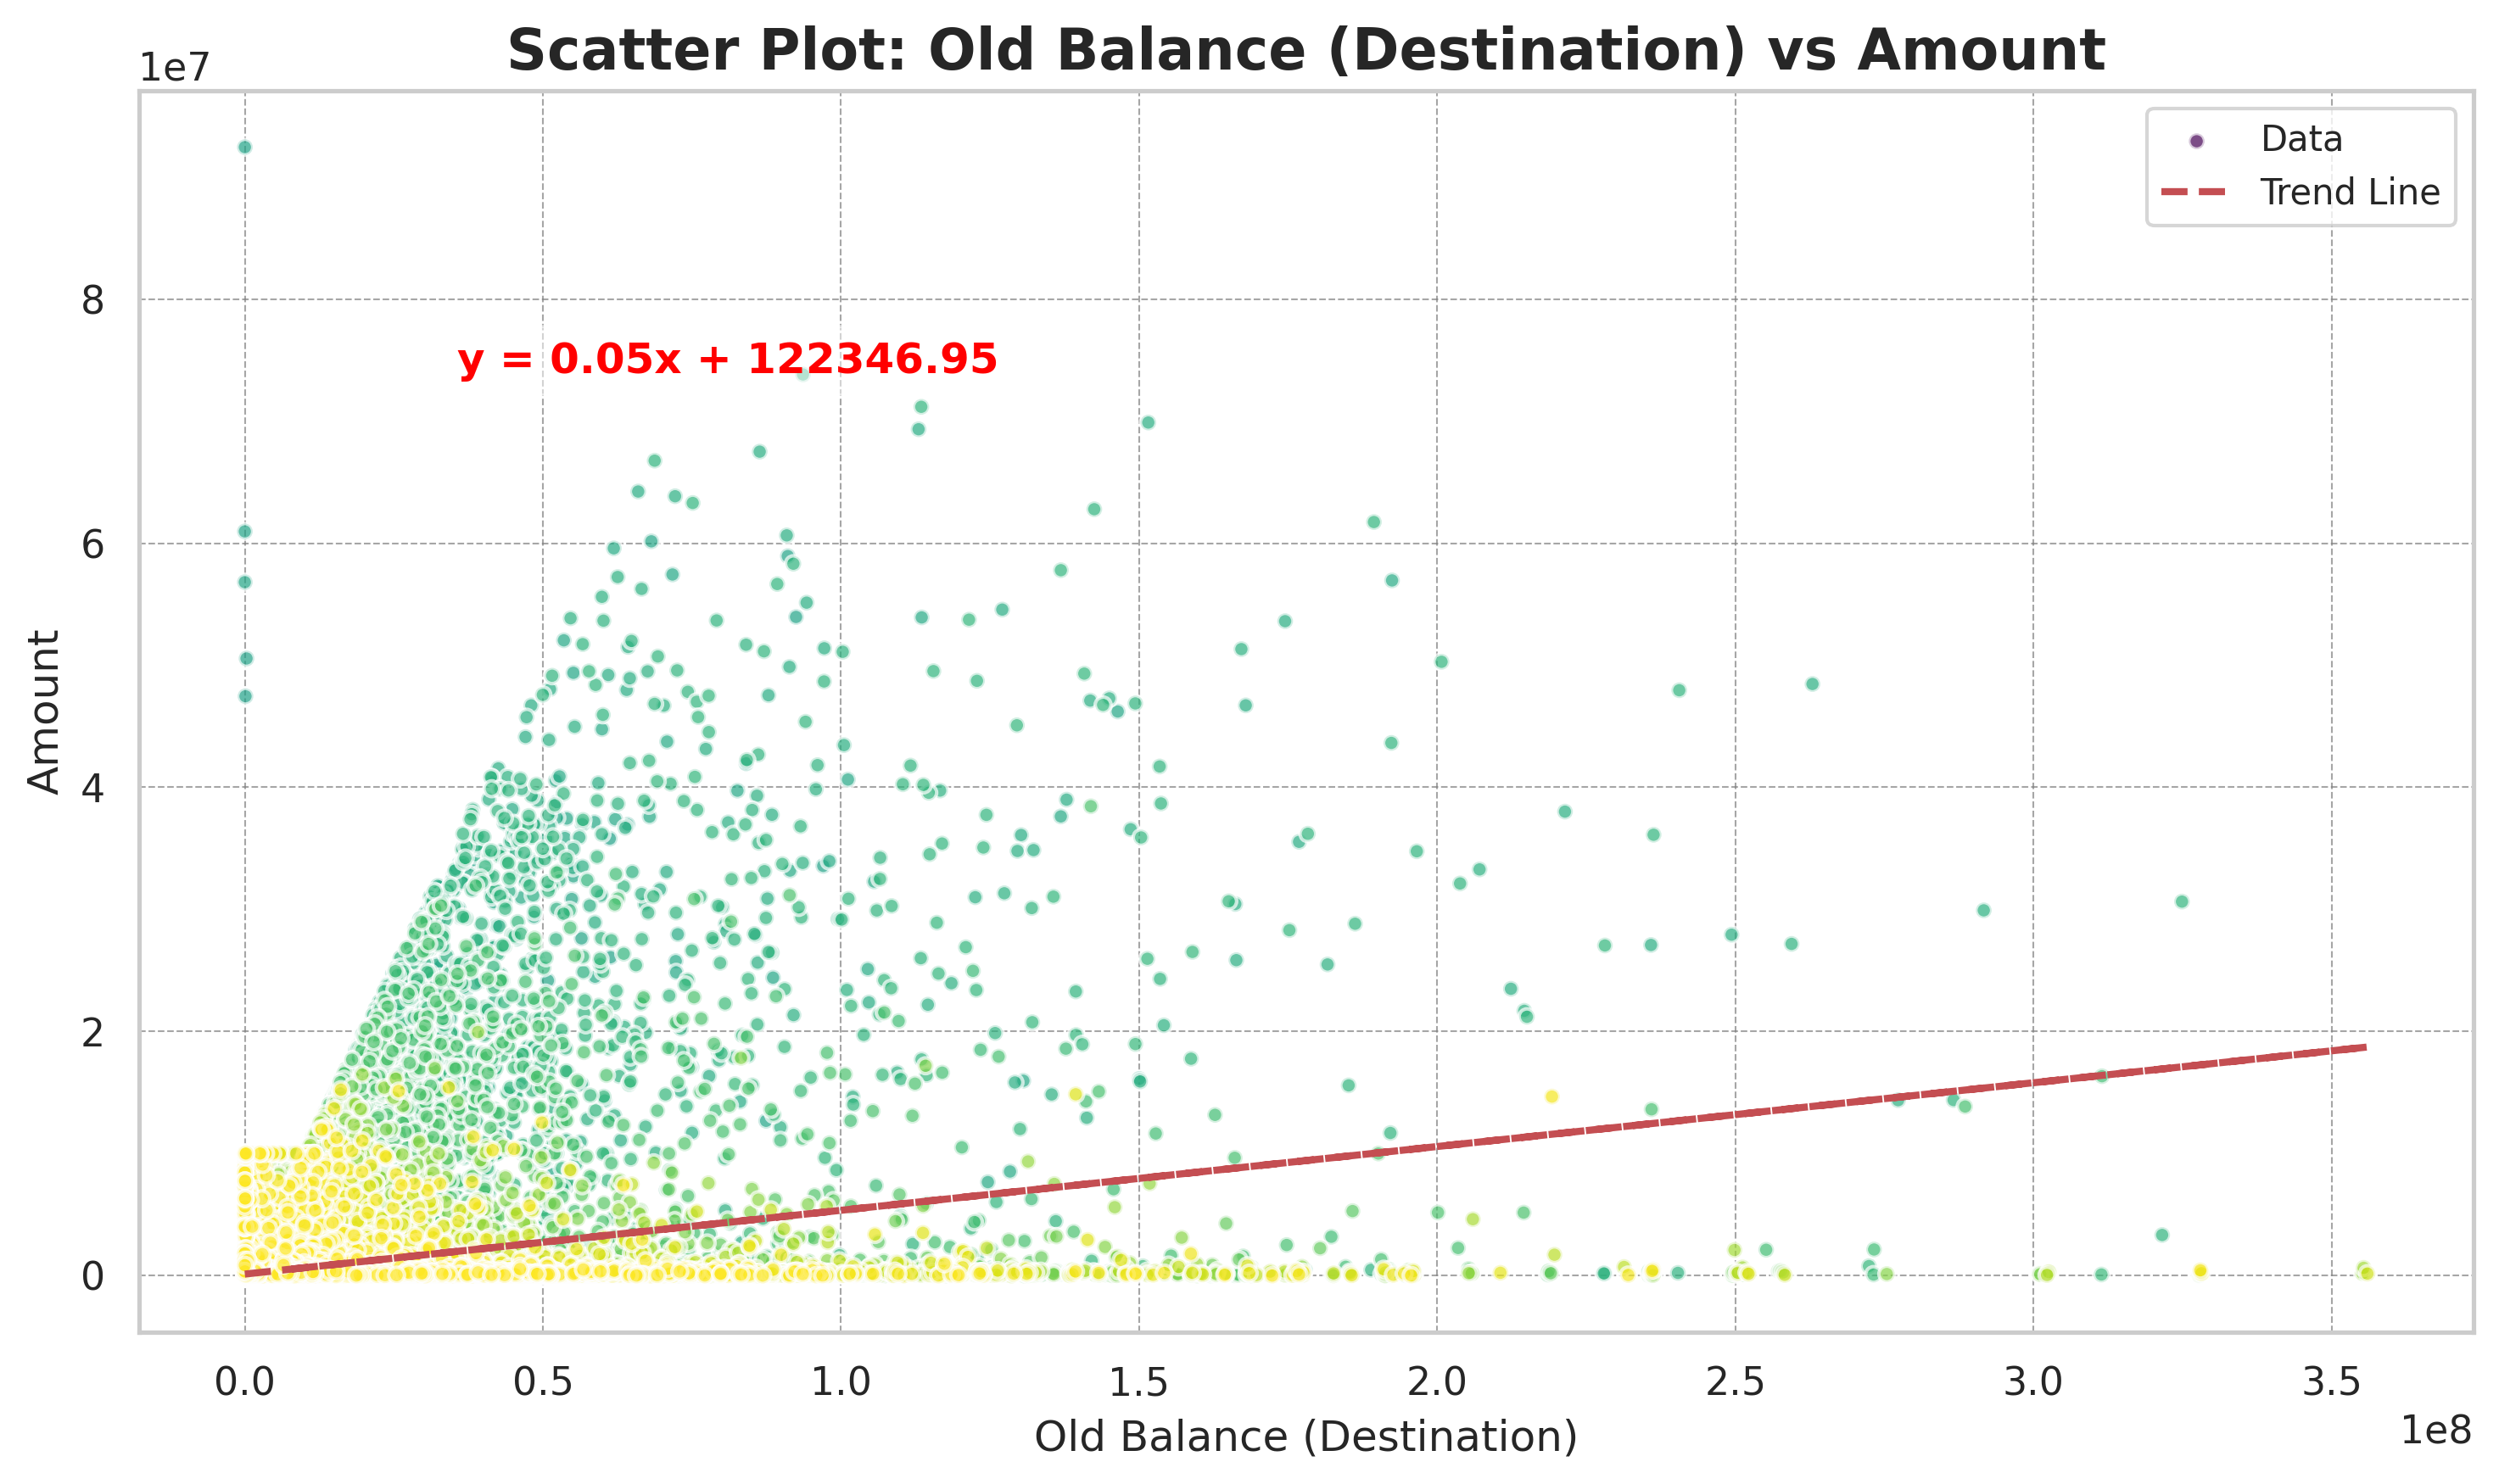 Scatter Plot: Old Balance (Destination) vs Amount
1e7
Data
Trend Line
y = 0.05x + 122346.95
Amount
8
6
4
2
0
0.0 0.5 1.0 1.5 2.0 2.5 3.0 3.5
Old Balance (Destination)
1e8